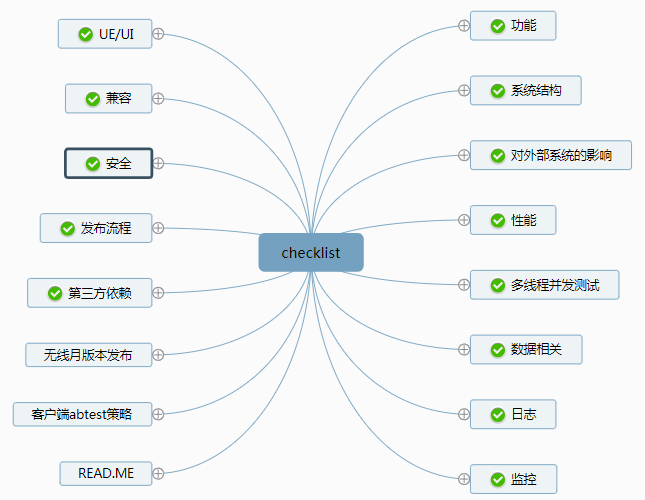 UE/UI
兼容
安全
发布流程
第三方依赖
无线月版本发布
客户端abtest策略
READ.ME
checklist
功能
系统结构
对外部系统的影响
性能
多线程并发测试
数据相关
日志
监控